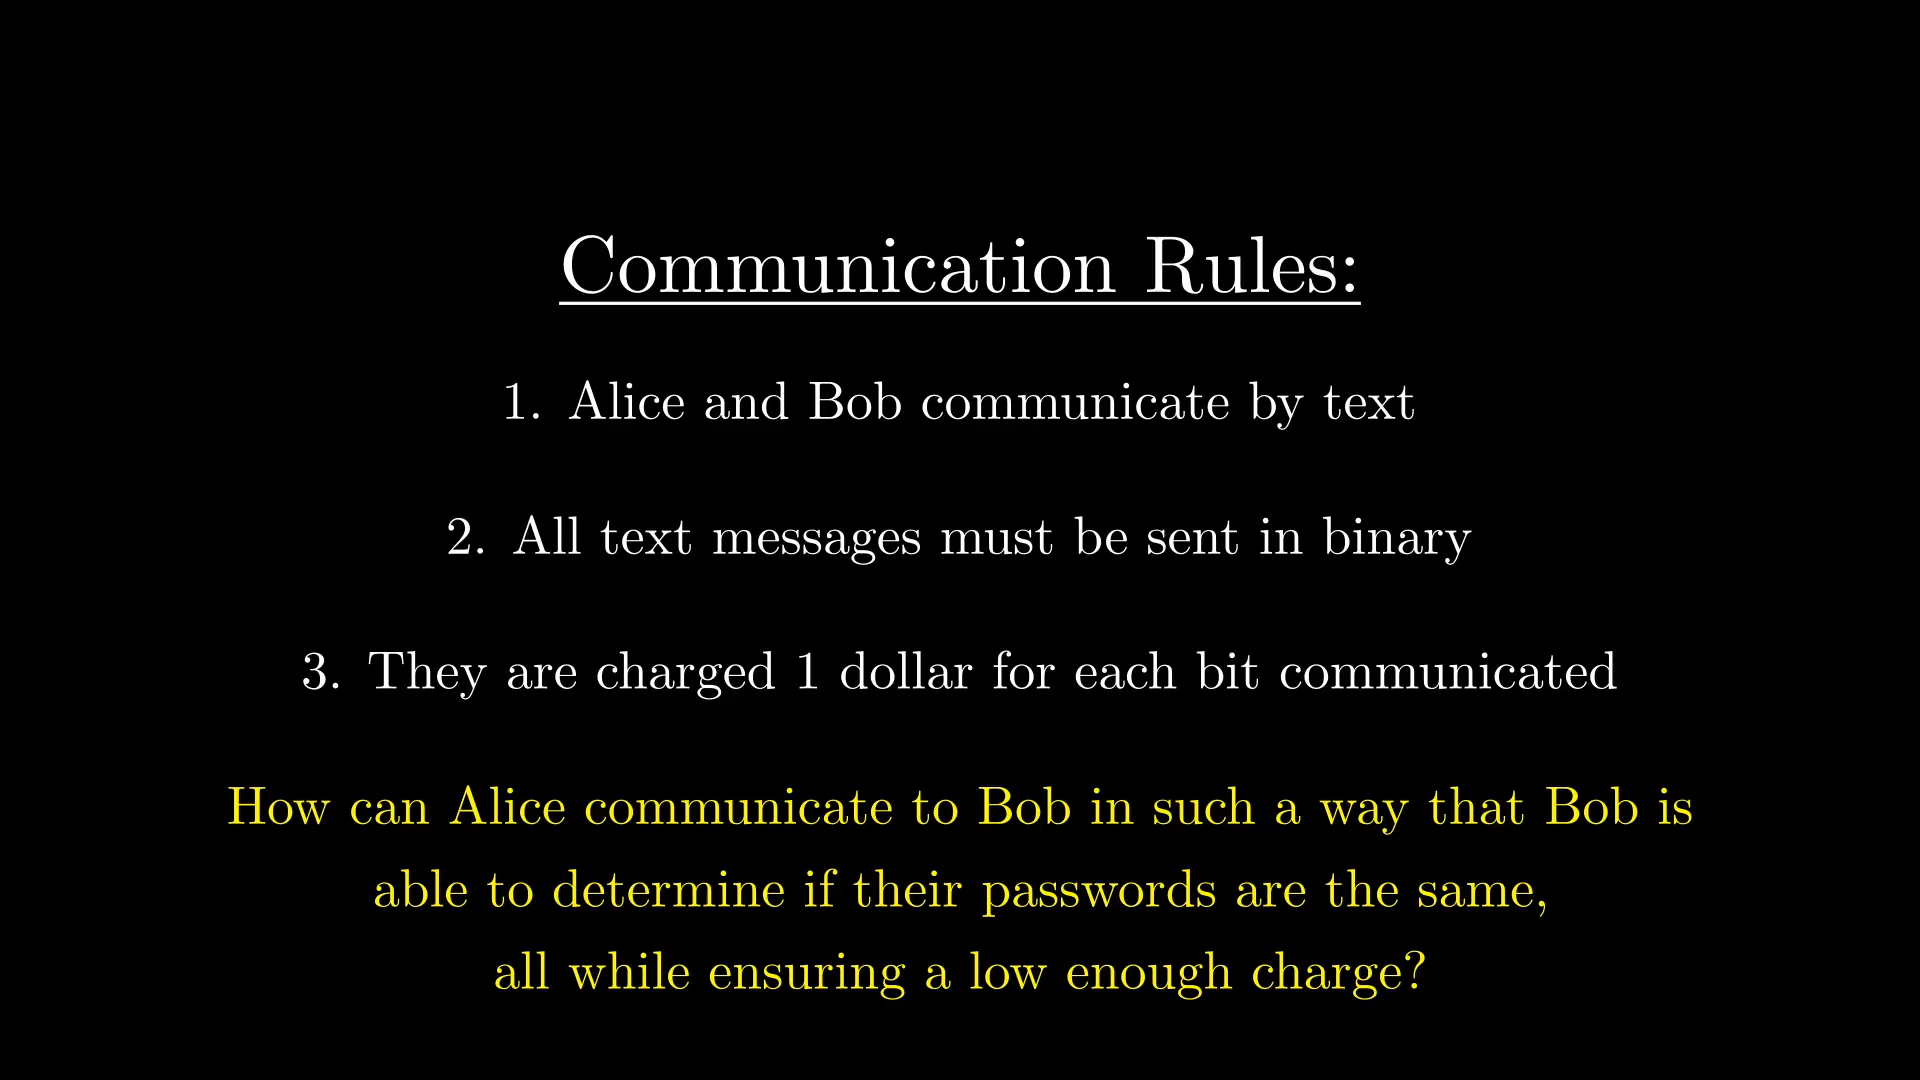 Communication Rules:
1. Alice and Bob communicate by text
2. All text messages must be sent in binary
3. They are charged 1 dollar for each bit communicated
How can Alice communicate to Bob in such a way that Bob is
able to determine if their passwords are the same,
all while ensuring a low enough charge?